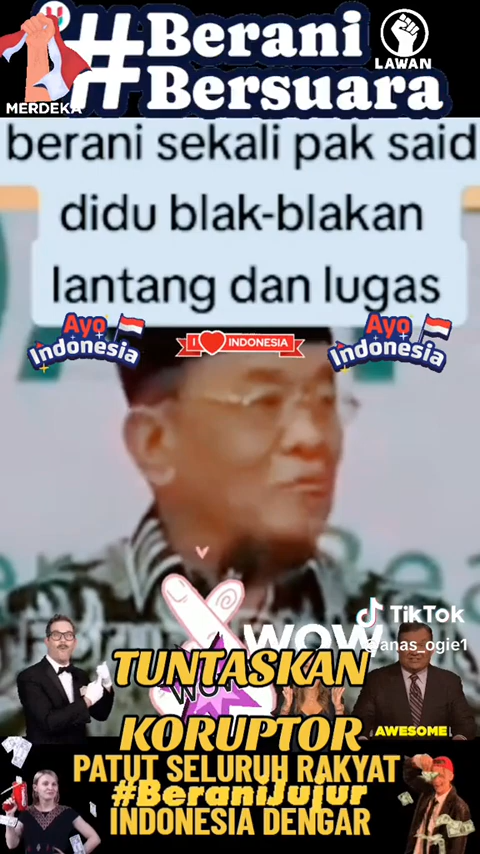 #Berani
Bersuara
LAWAN
MERDEKA
berani sekali pak said
didu blak-blakan
lantang dan lugas
Ayo
Indonesia
I INDONESIA
Ayo
Indonesia
TikTok
@anas_ogie1
WOW
WOW
TUNTASKAN
KORUPTOR
AWESOME
PATUT SELURUH RAKYAT
#BeraniJujur
INDONESIA DENGAR